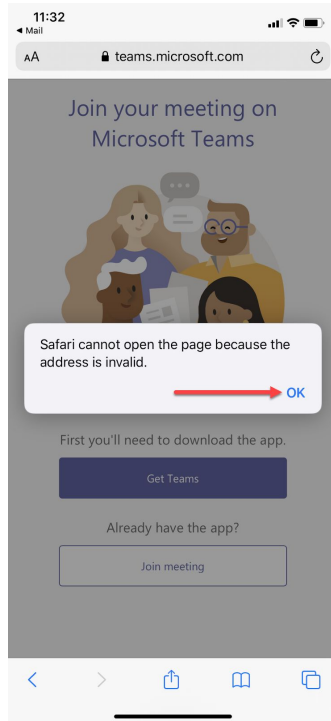 11:32
◀ Mail
AA
teams.microsoft.com
Join your meeting on
Microsoft Teams
Safari cannot open the page because the
address is invalid.
OK
First you'll need to download the app.
Get Teams
Already have the app?
Join meeting